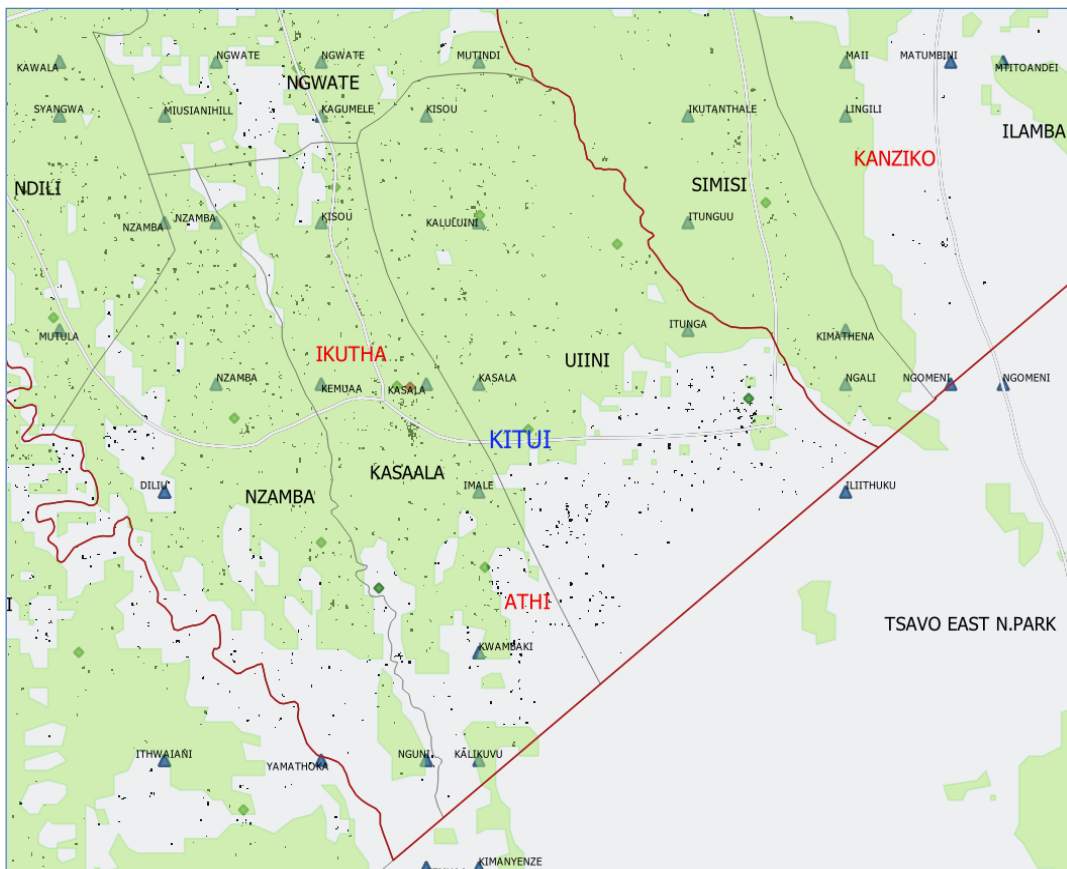 KAWALA
NGWATE
NGWATE
MUTINDI
MAII
MATUMBINI
MTITOANDEI
NGWATE
SYANGWA
MIUSIANIHILL
KAGUMELE
KISOU
IKUTANTHALE
LINGILI
ILAMBA
KANZIKO
NDILI
SIMISI
NZAMBA
NZAMBA
KISOU
KALULUINI
ITUNGUU
MUTULA
ITUNGA
KIMATHENA
IKUTHA
UIINI
NZAMBA
KEMUAA
KASALA
KASALA
NGALI
NGOMENI
NGOMENI
KITUI
KASAALA
DILIU
NZAMBA
IMALE
ILIITHUKU
I
ATHI
TSAVO EAST N.PARK
KWAMBAKI
ITHWAIANI
YAMATHOKA
NGUNI
KALIKUVU
KIMANYENZE